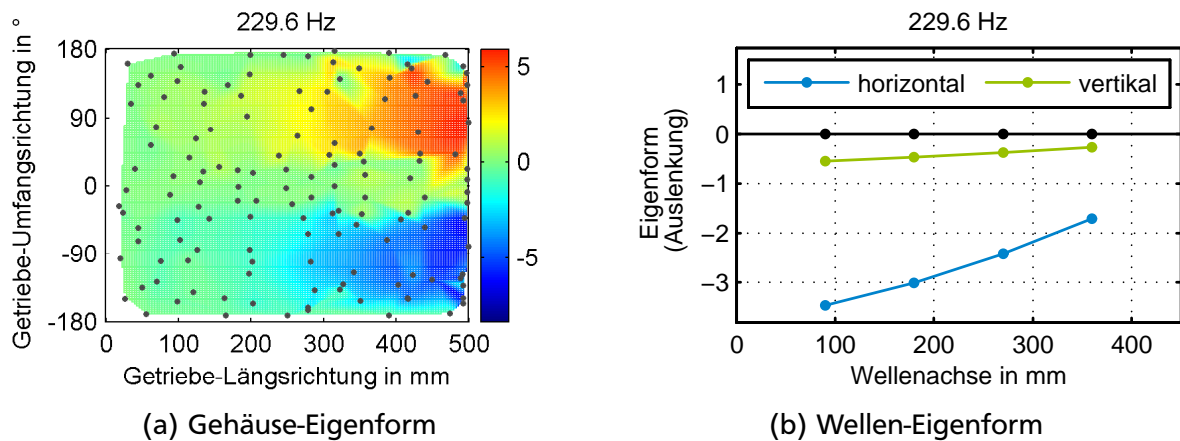 229.6 Hz
Getriebe-Umfangsrichtung in °
180
90
0
-90
-180
0 100 200 300 400 500
Getriebe-Längsrichtung in mm
5
0
-5
(a) Gehäuse-Eigenform
229.6 Hz
horizontal vertikal
Eigenform
(Auslenkung)
1
0
−1
−2
−3
0 100 200 300 400
Wellenachse in mm
(b) Wellen-Eigenform